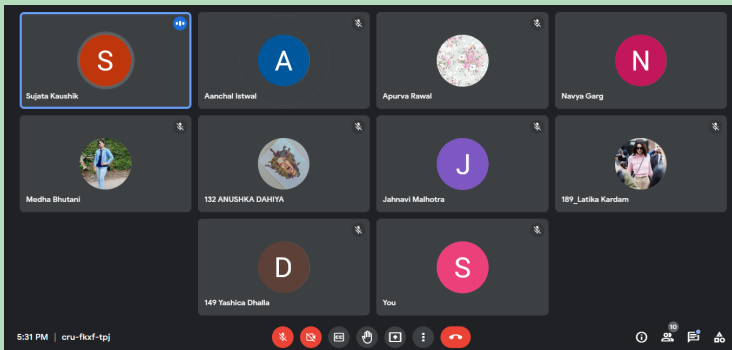 S
Sujata Kaushik
A
Aanchal Istwal
Apurva Rawal
N
Navya Garg
Medha Bhutani
132 ANUSHKA DAHIYA
J
Jahnavi Malhotra
189_Latika Kardam
D
149 Yashica Dhalla
S
You
5:31 PM | cru-fkxf-tpj
CC
10